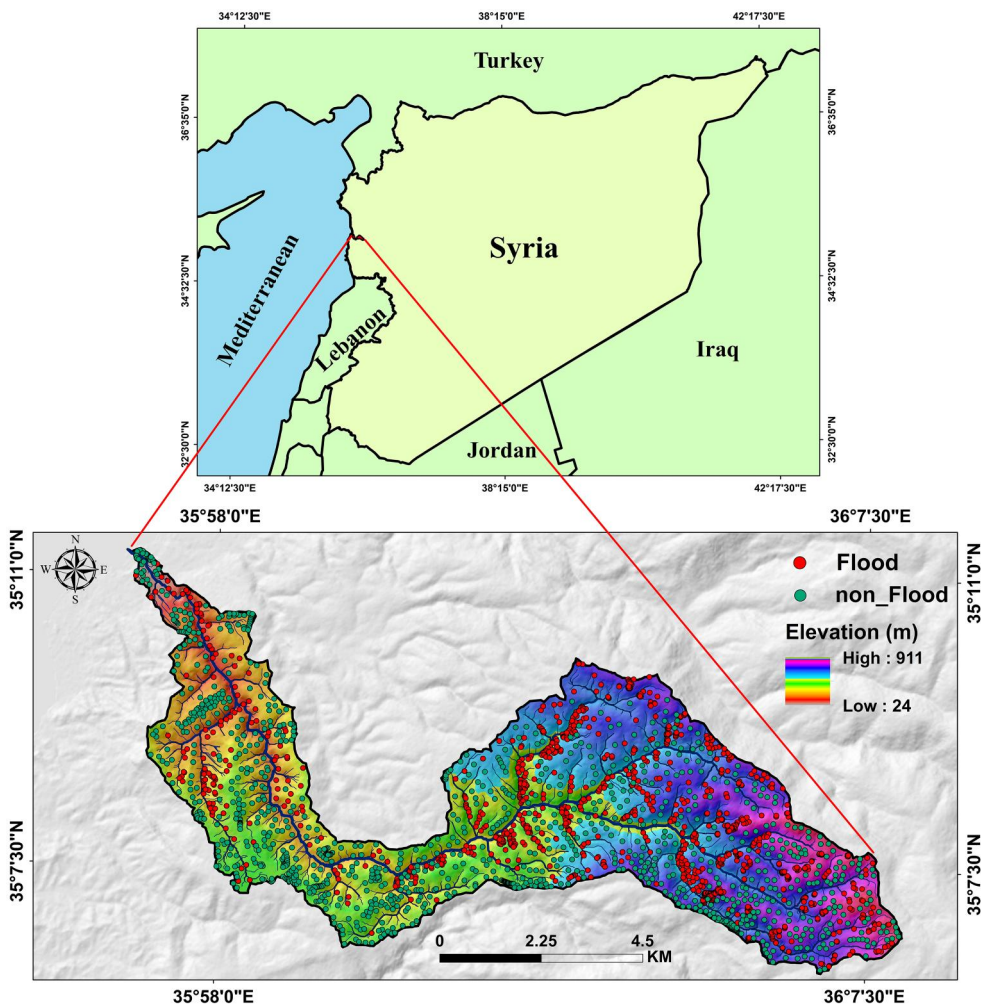 34°12'30"E 38°15'0"E 42°17'30"E
Turkey
36°35'0"N 36°35'0"N
Syria
Mediterranean
34°32'30"N 34°32'30"N
Lebanon
Iraq
32°30'0"N 32°30'0"N
Jordan
34°12'30"E 38°15'0"E 42°17'30"E
35°58'0"E 36°7'30"E
N
W E
S
35°11'0"N 35°11'0"N
Flood
non_Flood
Elevation (m)
High : 911
Low : 24
35°7'30"N 35°7'30"N
0 2.25 4.5
KM
35°58'0"E 36°7'30"E